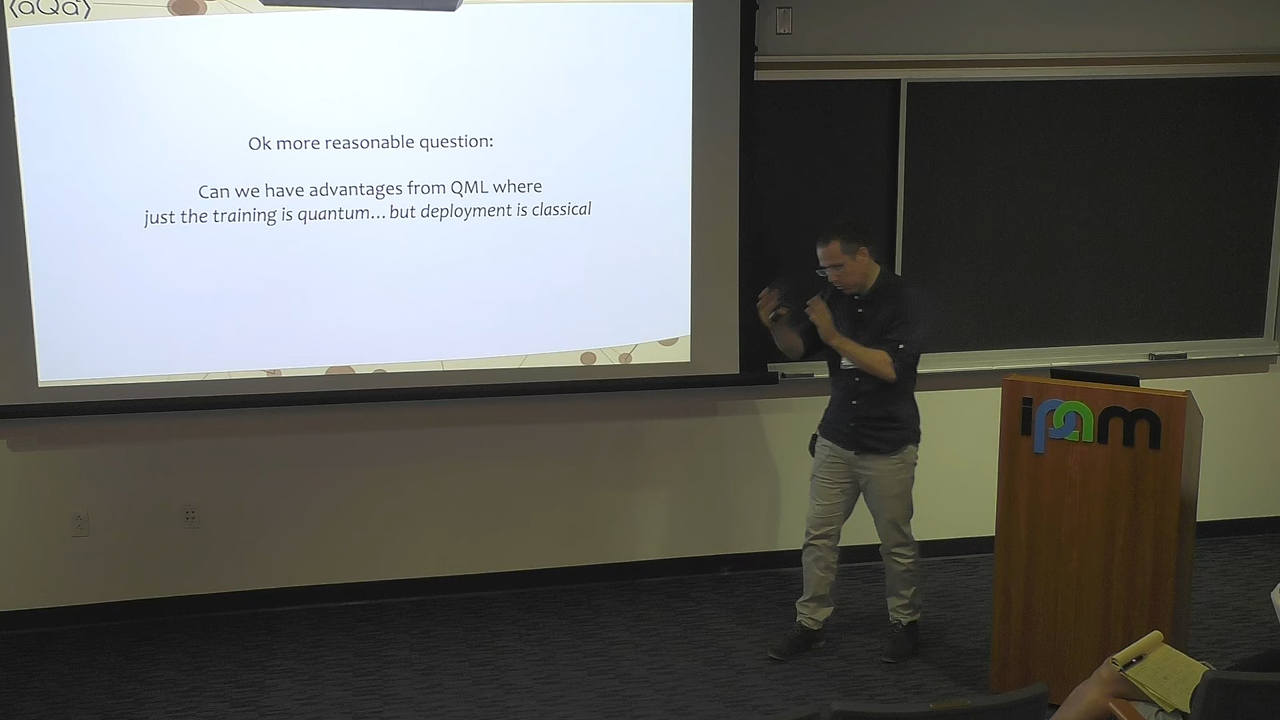 ⟨aQa⟩
Ok more reasonable question:
Can we have advantages from QML where
just the training is quantum... but deployment is classical
ipam